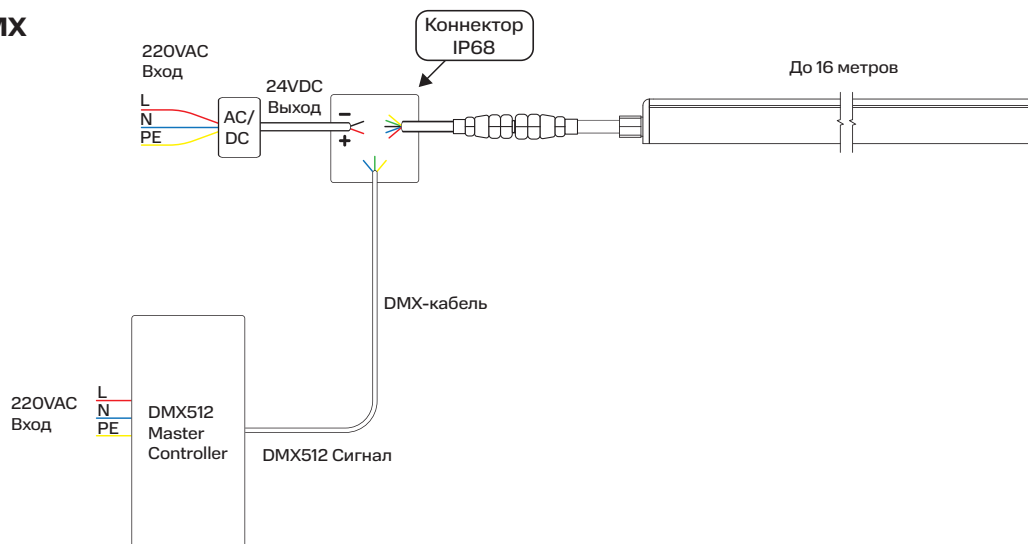 МХ
Коннектор
IP68
220VAC
Вход
До 16 метров
24VDC
Выход
L
N
PE
AC/
DC
−
+
DMX-кабель
220VAC
Вход
L
N
PE
DMX512
Master
Controller
DMX512 Сигнал